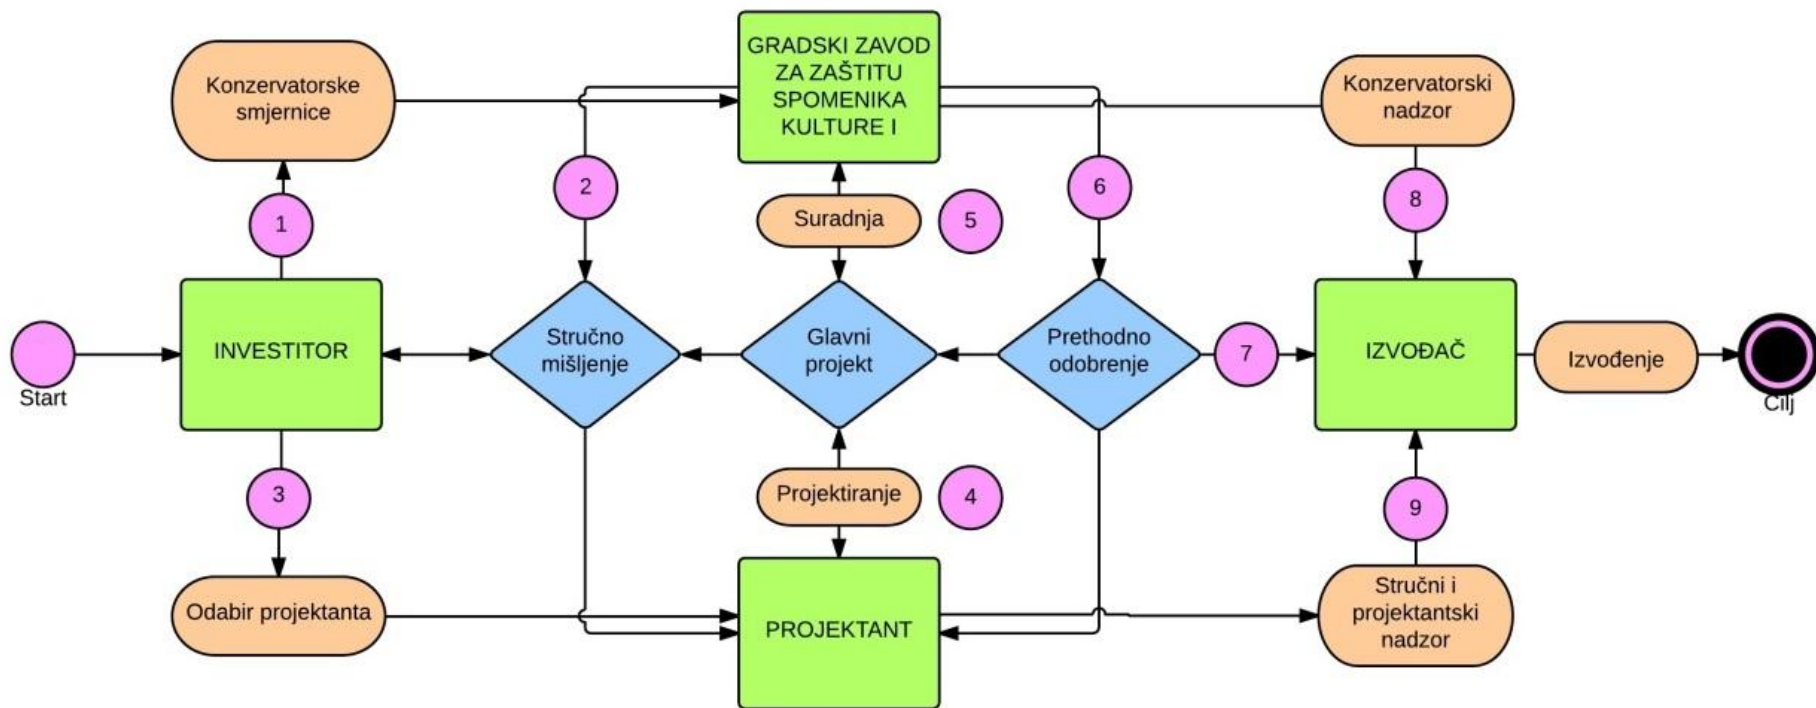 GRADSKI ZAVOD
ZA ZAŠTITU
SPOMENIKA
KULTURE I
Konzervatorske
smjernice
Konzervatorski
nadzor
1
2
Suradnja
5
6
8
Start
INVESTITOR
Stručno
mišljenje
Glavni
projekt
Prethodno
odobrenje
7
IZVOĐAČ
Izvođenje
Cilj
3
Projektiranje
4
9
Odabir projektanta
PROJEKTANT
Stručni i
projektantski
nadzor